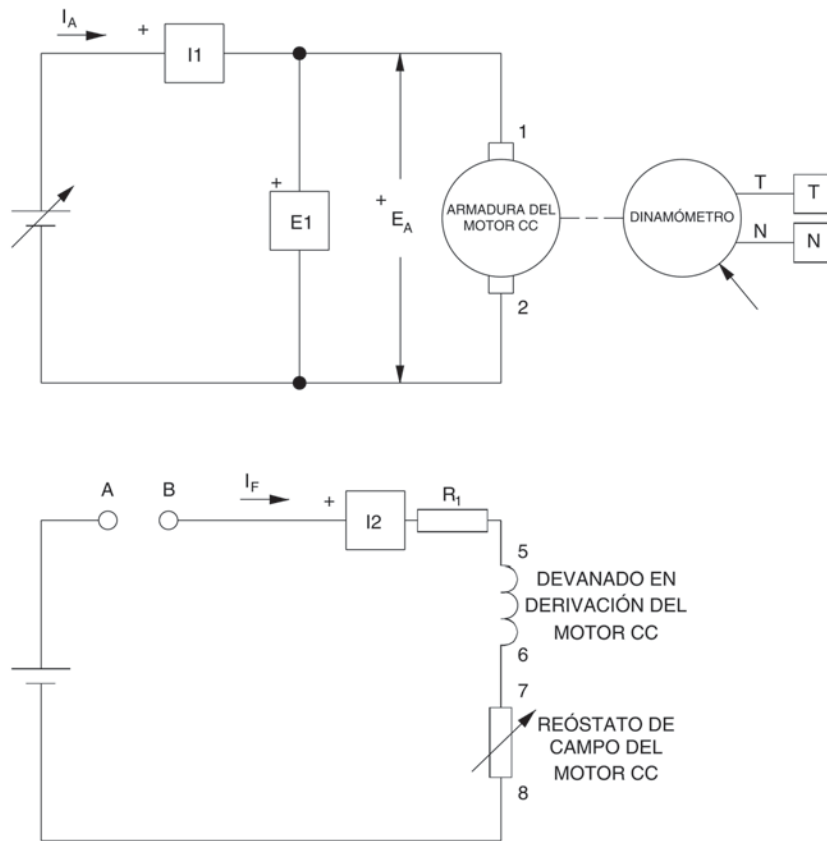 I_A
+
I1
+
E1
+
E_A
1
ARMADURA DEL
MOTOR CC
2
DINAMÓMETRO
T
T
N
N
A
B
I_F
+
I2
R_1
5
DEVANADO EN
DERIVACIÓN DEL
MOTOR CC
6
7
REÓSTATO DE
CAMPO DEL
MOTOR CC
8